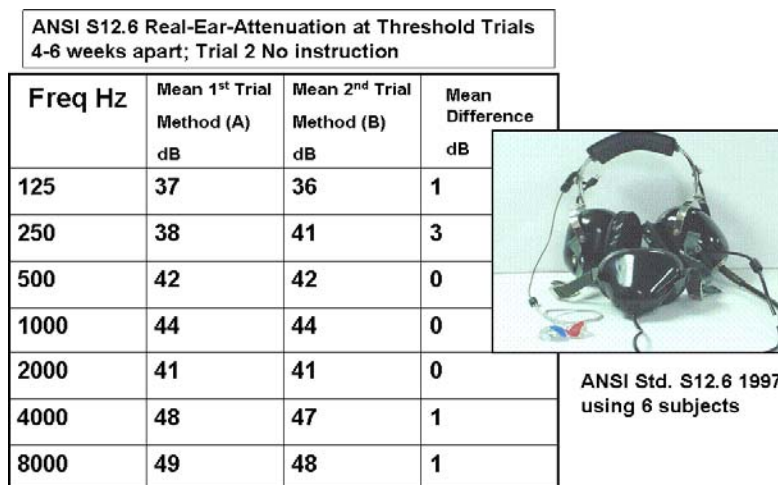 ANSI S12.6 Real-Ear-Attenuation at Threshold Trials
4-6 weeks apart; Trial 2 No instruction
Freq Hz Mean 1st Trial Method (A) dB Mean 2nd Trial Method (B) dB Mean Difference dB
125 37 36 1
250 38 41 3
500 42 42 0
1000 44 44 0
2000 41 41 0
4000 48 47 1
8000 49 48 1
ANSI Std. S12.6 1997
using 6 subjects